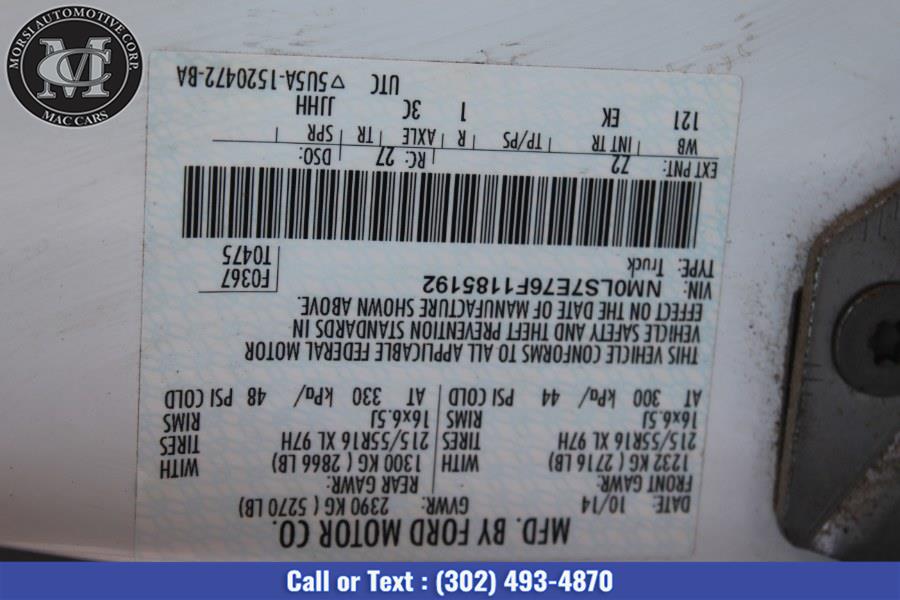 MORSI AUTOMOTIVE CORP.
MC
MAC CARS
MFD. BY FORD MOTOR CO.
DATE: 10/14 GVWR: 2390 KG ( 5270 LB)
FRONT GAWR: REAR GAWR:
1232 KG ( 2716 LB) WITH 1300 KG ( 2866 LB) WITH
215/55R16 XL 97H TIRES 215/55R16 XL 97H TIRES
16x6.5J RIMS 16x6.5J RIMS
AT 300 kPa/ 44 PSI COLD AT 330 kPa/ 48 PSI COLD
THIS VEHICLE CONFORMS TO ALL APPLICABLE FEDERAL MOTOR
VEHICLE SAFETY AND THEFT PREVENTION STANDARDS IN
EFFECT ON THE DATE OF MANUFACTURE SHOWN ABOVE.
VIN: NM0LS7E76F1185192 F0367
TYPE: Truck T0475
EXT PNT: 72 RC: 27 DSO:
WB INT TR TP/PS R AXLE TR SPR
121 EK 1 3C JJHH
UTC ▽5U5A-1520472-BA
Call or Text : (302) 493-4870